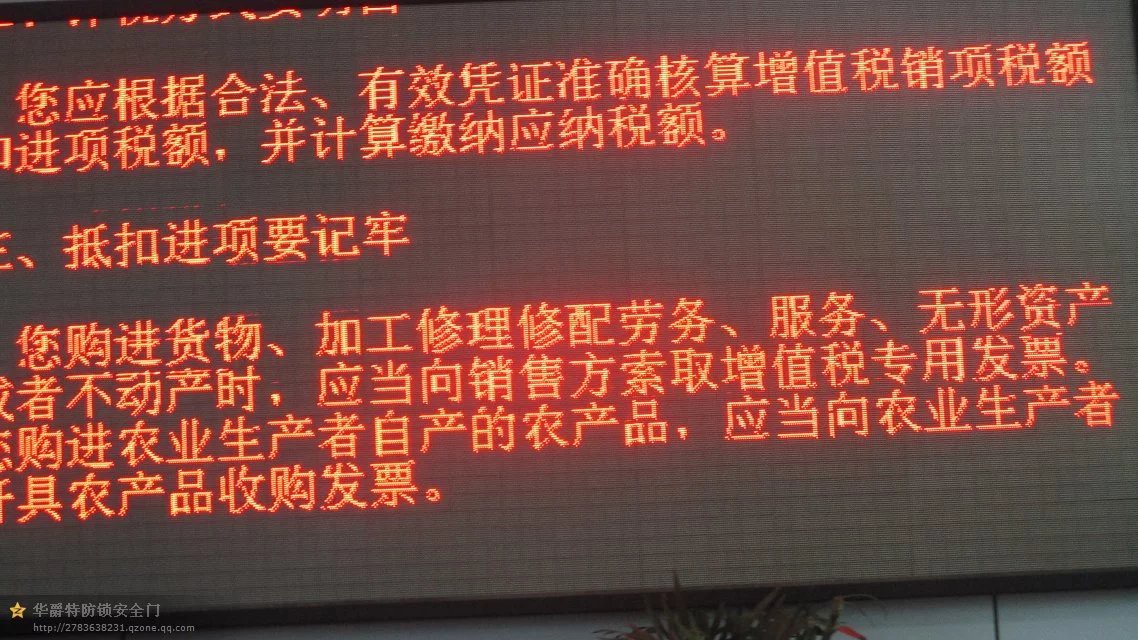 您应根据合法、有效凭证准确核算增值税销项税额
进项税额，并计算缴纳应纳税额。
、抵扣进项要记牢
您购进货物、加工修理修配劳务、服务、无形资产
者不动产时，应当向销售方索取增值税专用发票。
购进农业生产者自产的农产品，应当向农业生产者
具农产品收购发票。
华爵特防锁安全门
http://2783638231.qzone.qq.com